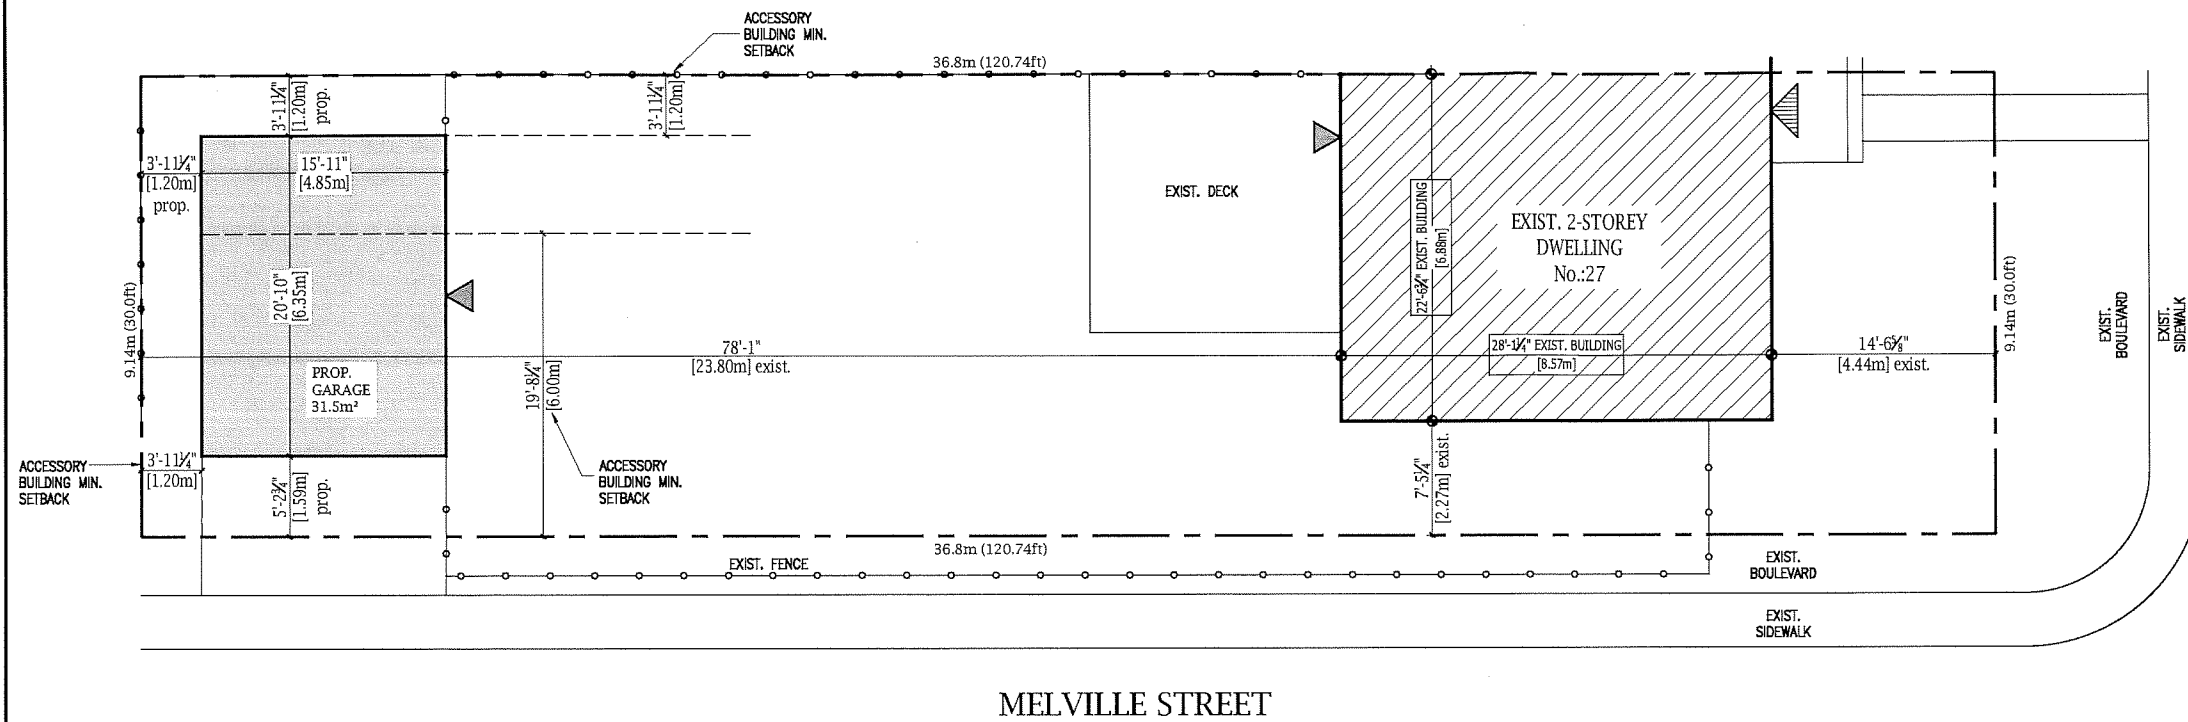 ACCESSORY
BUILDING MIN.
SETBACK
36.8m (120.74ft)
3'-11¼"
[1.20m]
prop.
3'-11¼"
[1.20m]
3'-11¼"
[1.20m]
prop.
15'-11"
[4.85m]
EXIST. DECK
22'-6¾" EXIST. BUILDING
[6.88m]
EXIST. 2-STOREY
DWELLING
No.:27
20'-10"
[6.35m]
9.14m (30.0ft)
9.14m (30.0ft)
EXIST.
BOULEVARD
EXIST.
SIDEWALK
78'-1"
[23.80m] exist.
28'-1¼" EXIST. BUILDING
[8.57m]
14'-6⅝"
[4.44m] exist.
PROP.
GARAGE
31.5m²
19'-8¼"
[6.00m]
ACCESSORY
BUILDING MIN.
SETBACK
3'-11¼"
[1.20m]
5'-2¾"
[1.59m]
prop.
ACCESSORY
BUILDING MIN.
SETBACK
7'-5¼"
[2.27m] exist.
36.8m (120.74ft)
EXIST. FENCE
EXIST.
BOULEVARD
EXIST.
SIDEWALK
MELVILLE STREET